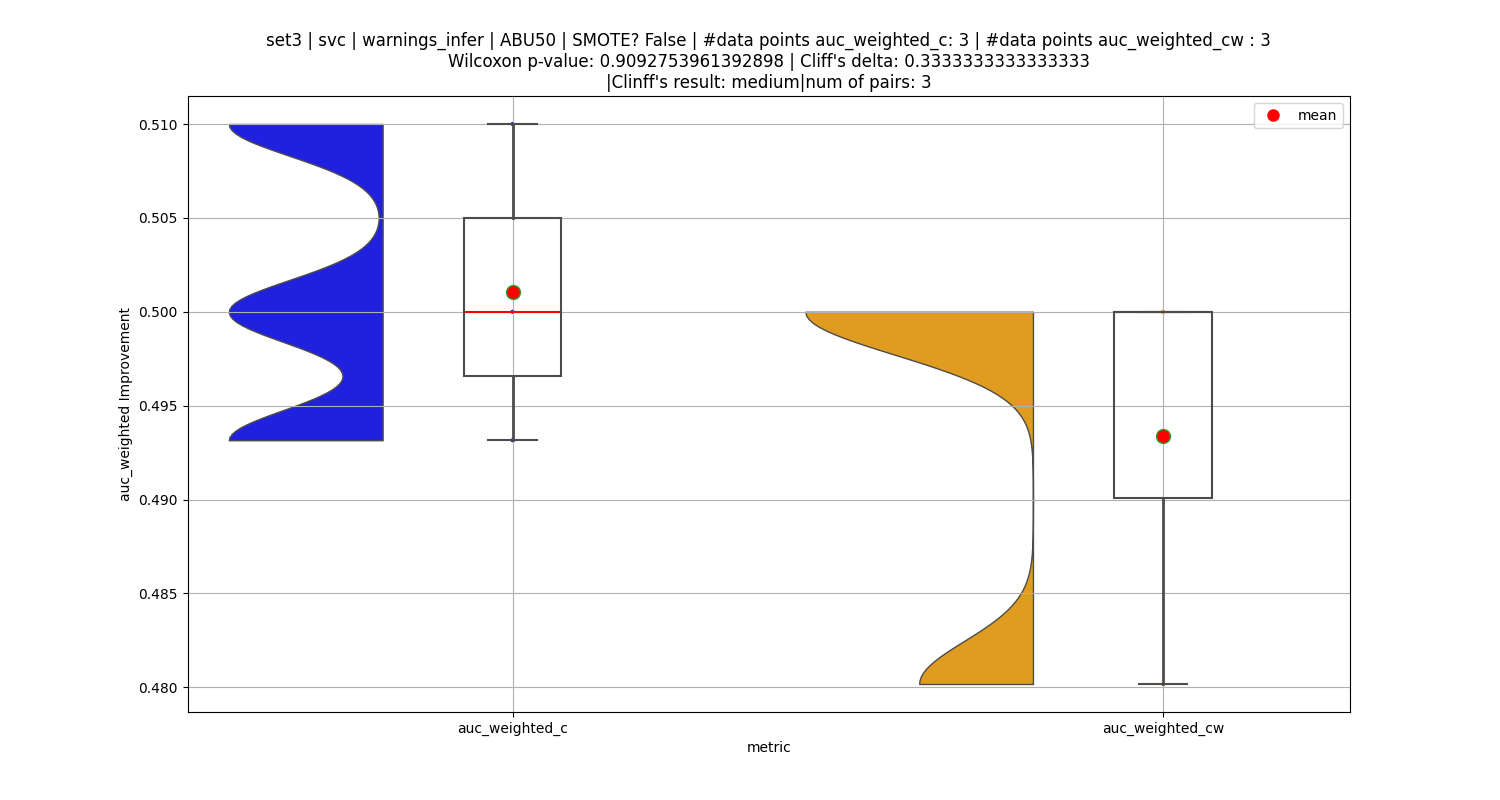 set3 | svc | warnings_infer | ABU50 | SMOTE? False | #data points auc_weighted_c: 3 | #data points auc_weighted_cw : 3
Wilcoxon p-value: 0.9092753961392898 | Cliff's delta: 0.3333333333333333
|Clinff's result: medium|num of pairs: 3
mean
0.510
0.505
0.500
0.495
0.490
0.485
0.480
auc_weighted Improvement
auc_weighted_c
auc_weighted_cw
metric